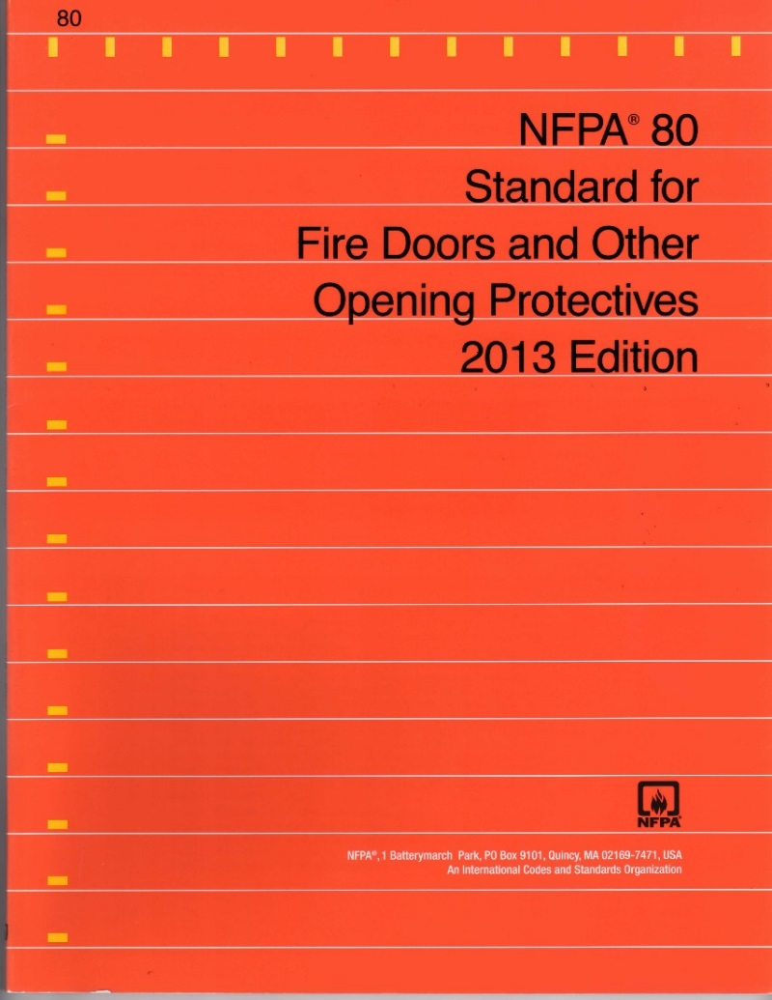 80
NFPA® 80
Standard for
Fire Doors and Other
Opening Protectives
2013 Edition
NFPA®
NFPA®, 1 Batterymarch Park, PO Box 9101, Quincy, MA 02169-7471, USA
An International Codes and Standards Organization